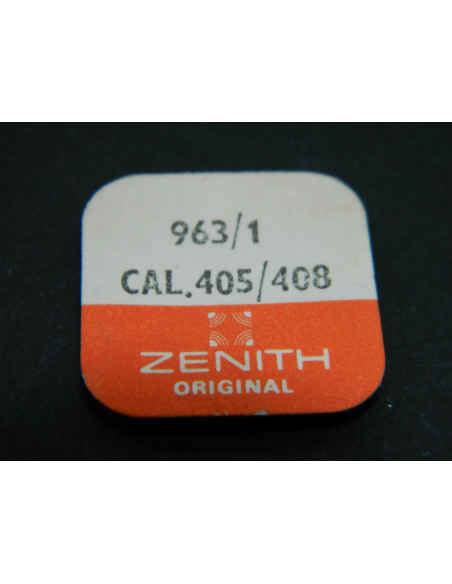 963/1
CAL.405/408
ZENITH
ORIGINAL